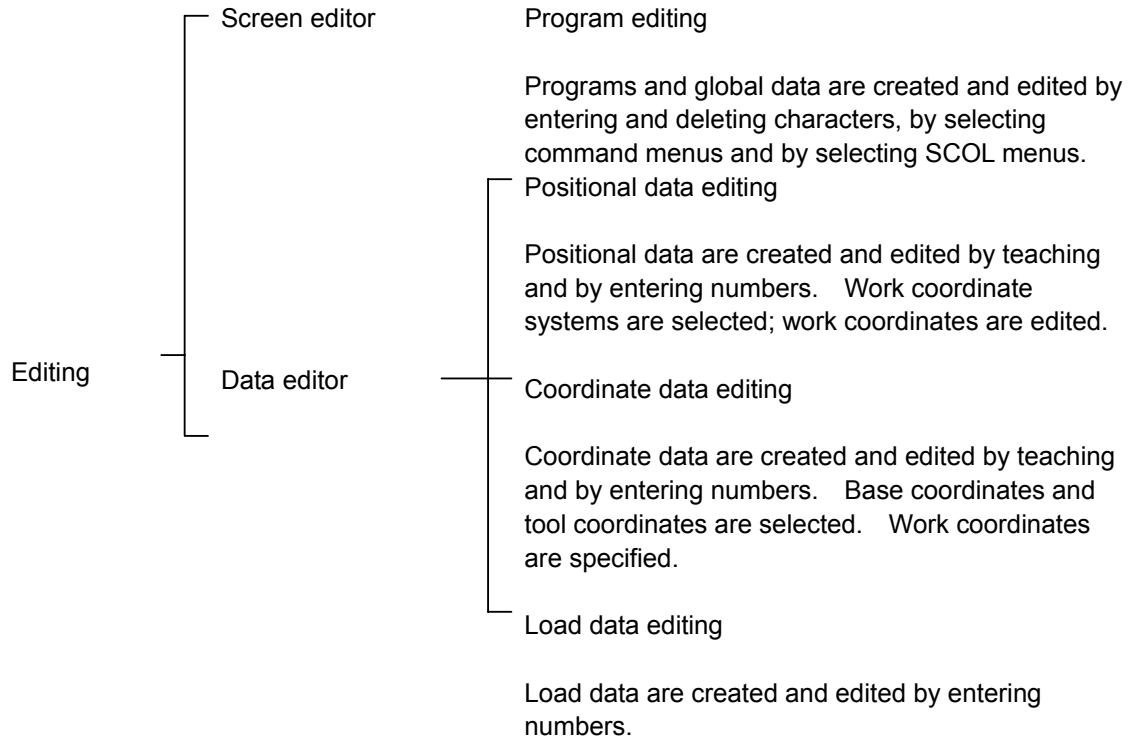 Screen editor Program editing
Programs and global data are created and edited by
entering and deleting characters, by selecting
command menus and by selecting SCOL menus.
Positional data editing
Positional data are created and edited by teaching
and by entering numbers. Work coordinate
systems are selected; work coordinates are edited.
Editing Data editor Coordinate data editing
Coordinate data are created and edited by teaching
and by entering numbers. Base coordinates and
tool coordinates are selected. Work coordinates
are specified.
Load data editing
Load data are created and edited by entering
numbers.